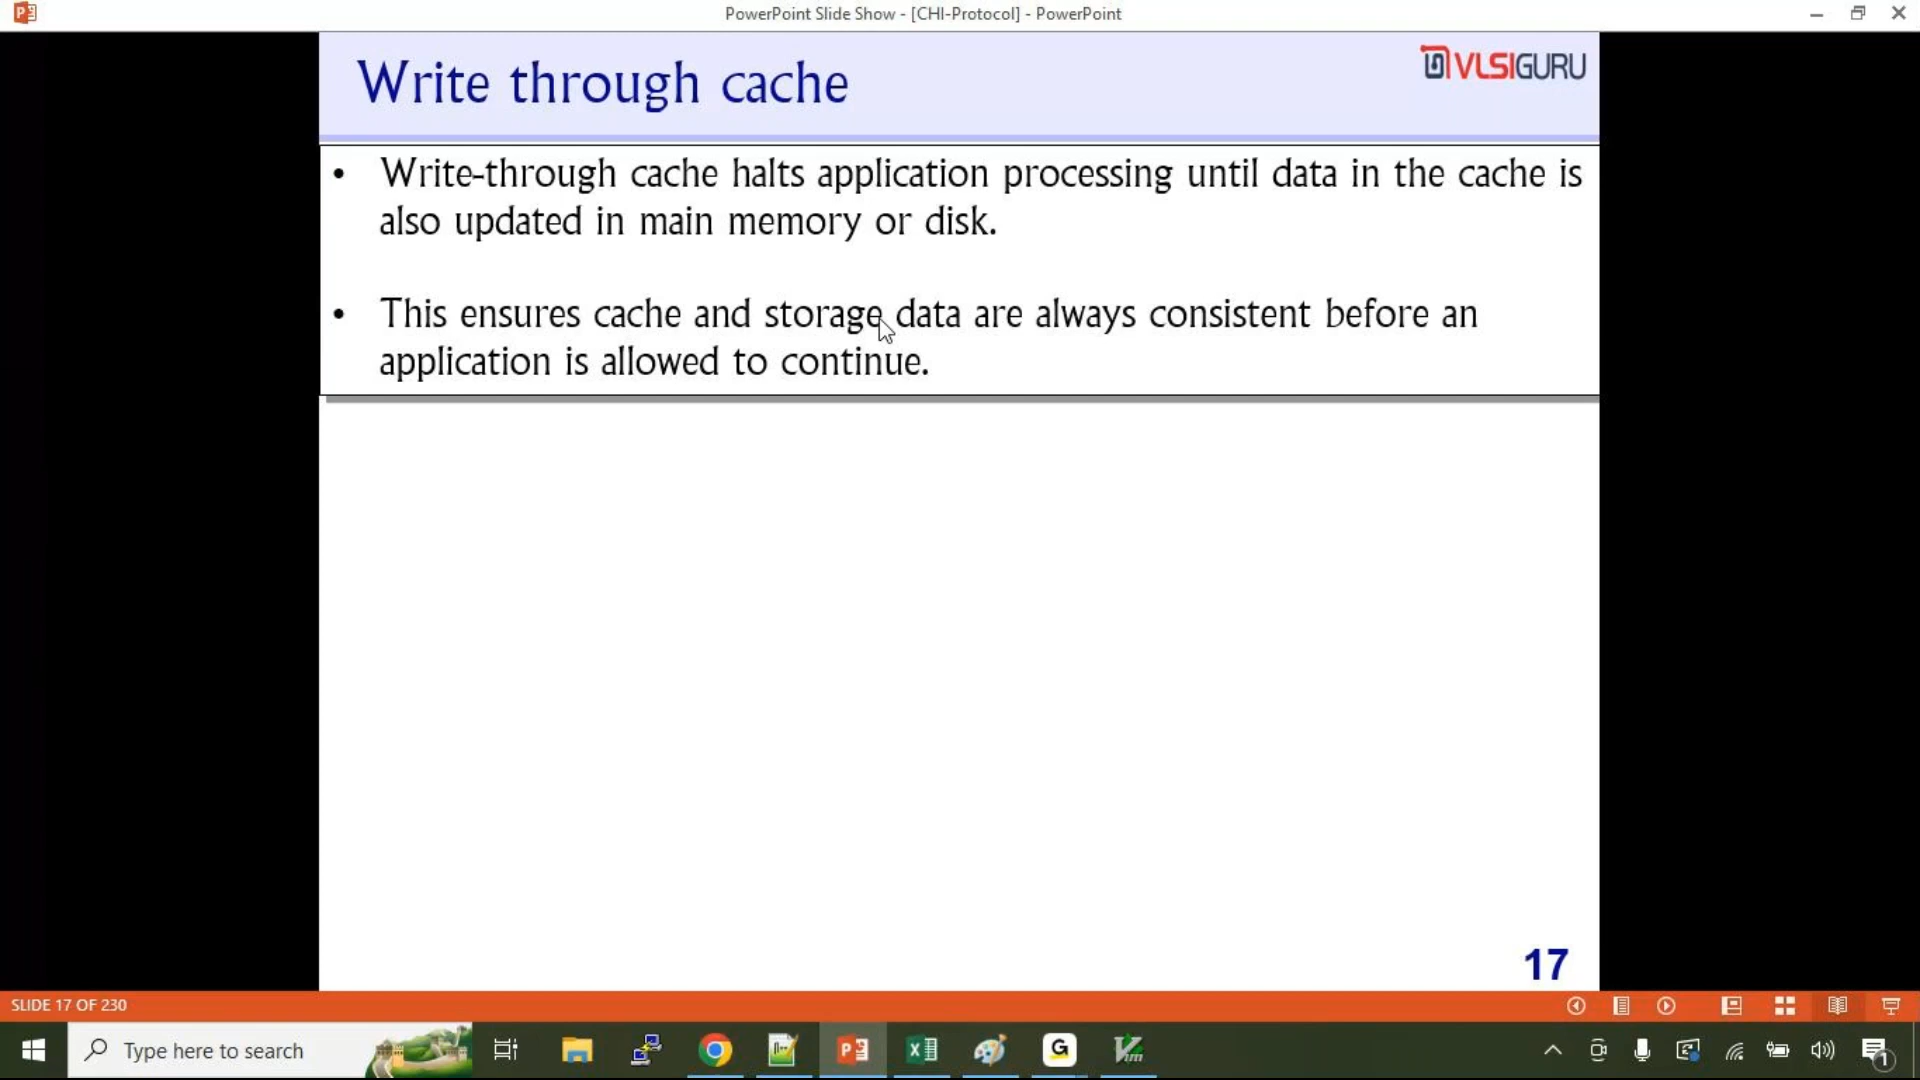 PowerPoint Slide Show - [CHI-Protocol] - PowerPoint
Write through cache
VLSIGURU
• Write-through cache halts application processing until data in the cache is
also updated in main memory or disk.
• This ensures cache and storage data are always consistent before an
application is allowed to continue.
17
SLIDE 17 OF 230
Type here to search
1